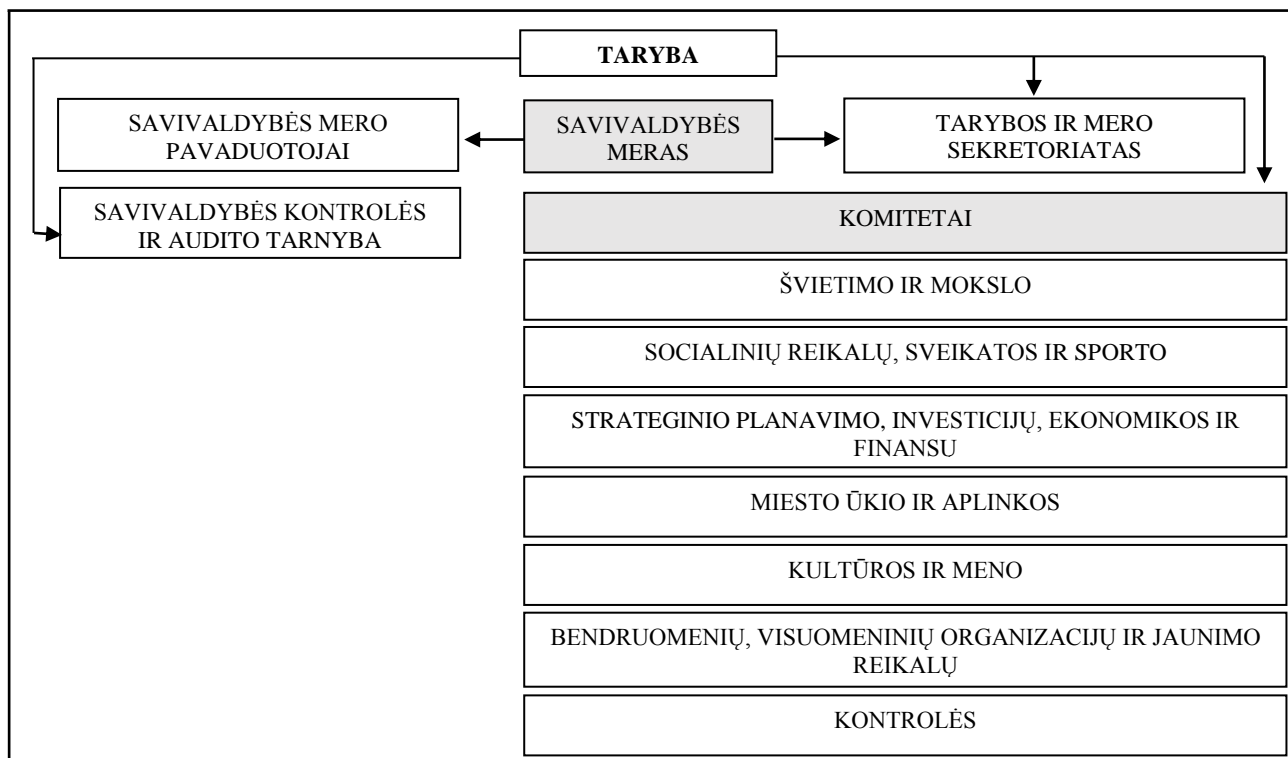 TARYBA
SAVIVALDYBĖS MERO
PAVADUOTOJAI
SAVIVALDYBĖS
MERAS
TARYBOS IR MERO
SEKRETORIATAS
SAVIVALDYBĖS KONTROLĖS
IR AUDITO TARNYBA
KOMITETAI
ŠVIETIMO IR MOKSLO
SOCIALINIŲ REIKALŲ, SVEIKATOS IR SPORTO
STRATEGINIO PLANAVIMO, INVESTICIJŲ, EKONOMIKOS IR
FINANSU
MIESTO ŪKIO IR APLINKOS
KULTŪROS IR MENO
BENDRUOMENIŲ, VISUOMENINIŲ ORGANIZACIJŲ IR JAUNIMO
REIKALŲ
KONTROLĖS